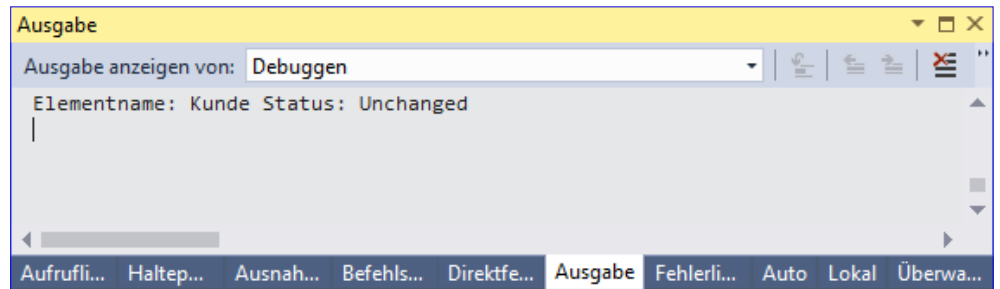 Ausgabe
Ausgabe anzeigen von: Debuggen
Elementname: Kunde Status: Unchanged
Aufrufli... Haltep... Ausnah... Befehls... Direktfe... Ausgabe Fehlerli... Auto Lokal Überwa...